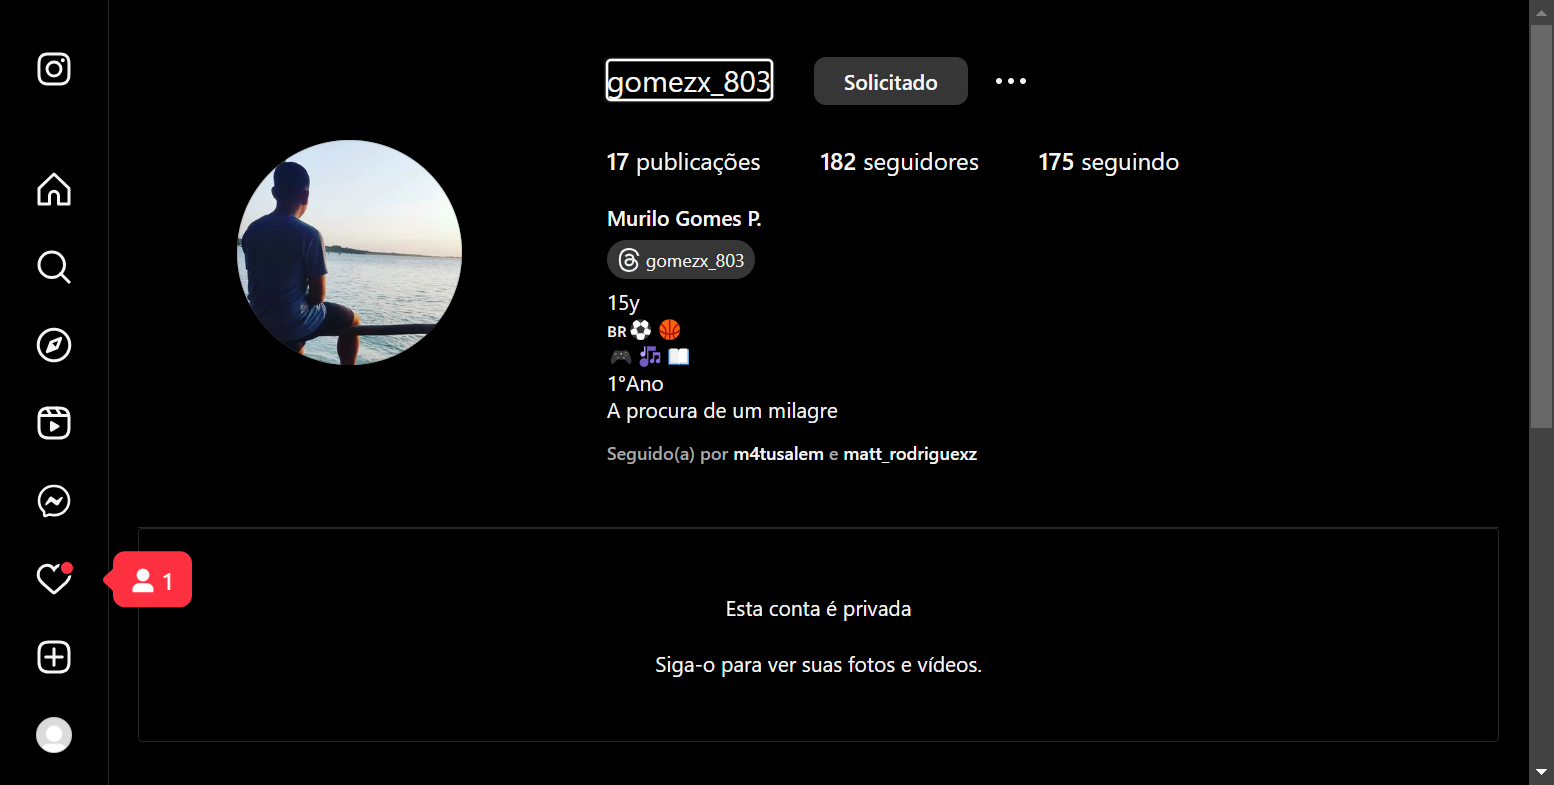 gomezx_803 Solicitado
17 publicações 182 seguidores 175 seguindo
Murilo Gomes P.
gomezx_803
15y
BR
1°Ano
A procura de um milagre
Seguido(a) por m4tusalem e matt_rodriguexz
1
Esta conta é privada
Siga-o para ver suas fotos e vídeos.